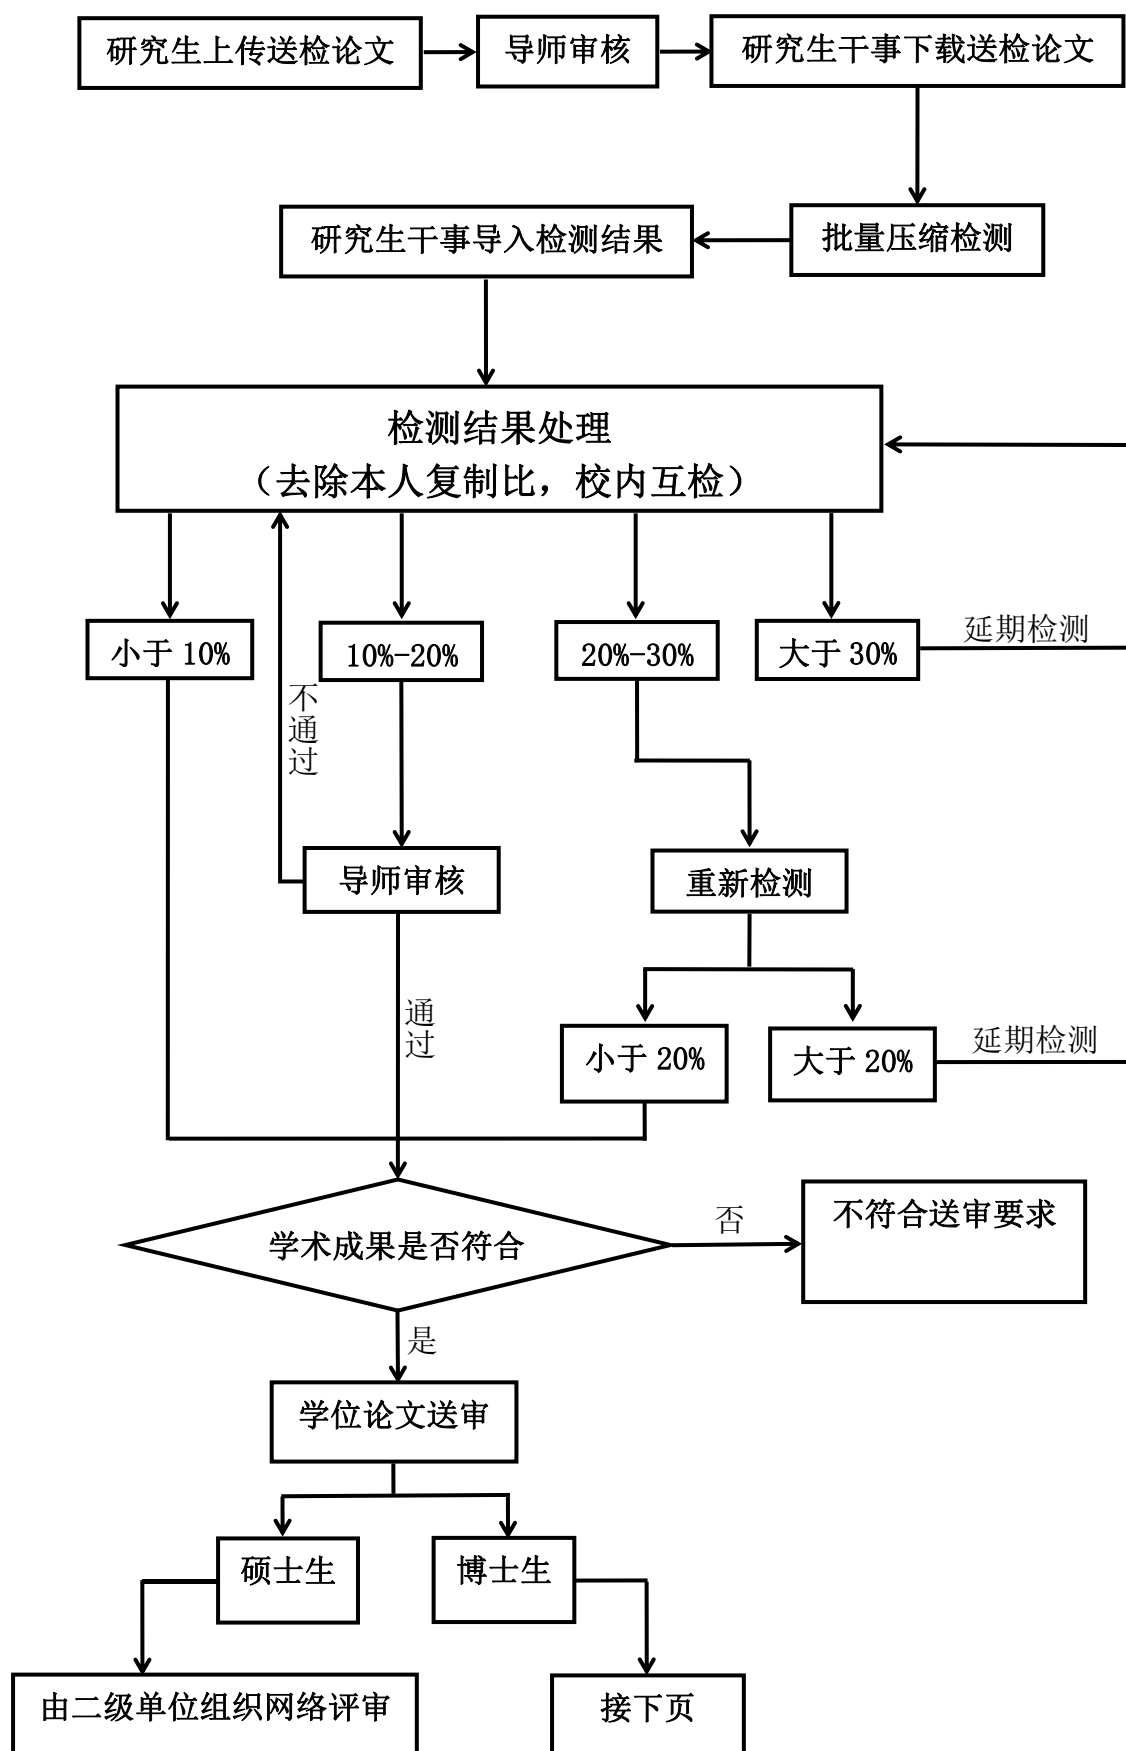 研究生上传送检论文
导师审核
研究生干事下载送检论文
研究生干事导入检测结果
批量压缩检测
检测结果处理
（去除本人复制比，校内互检）
小于 10%
10%-20%
20%-30%
大于 30%
延期检测
不通过
导师审核
重新检测
通过
小于 20%
大于 20%
延期检测
学术成果是否符合
否
不符合送审要求
是
学位论文送审
硕士生
博士生
由二级单位组织网络评审
接下页